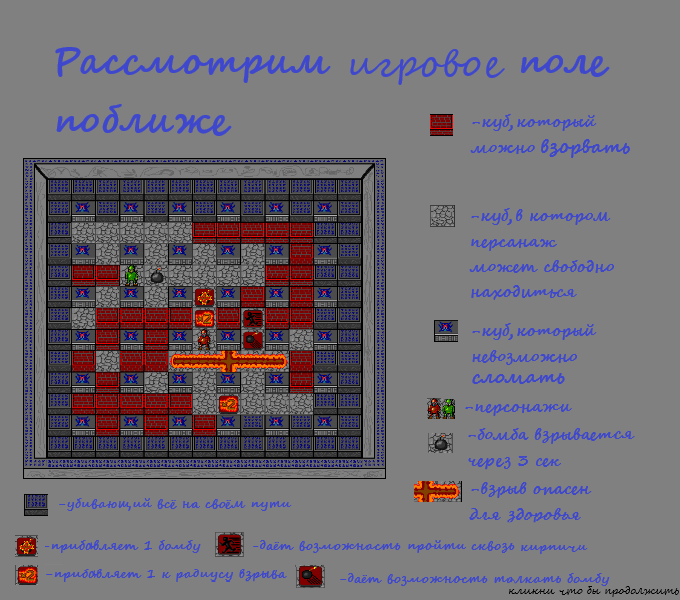 Рассмотрим игровое поле
поближе
-куб, который
можно взорвать
-куб, в котором
персанаж
может свободно
находиться
-куб, который
невозможно
сломать
-персонажи
-бомба взрывается
через 3 сек
-взрыв опасен
для здоровья
-убивающий всё на своём пути
-прибавляет 1 бомбу
-даёт возможность пройти сквозь кирпичи
-прибавляет 1 к радиусу взрыва
-даёт возможность толкать бомбу
кликни что бы продолжить